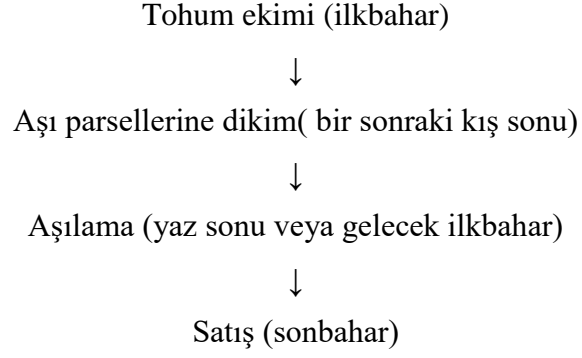 Tohum ekimi (ilkbahar)
↓
Aşı parsellerine dikim( bir sonraki kış sonu)
↓
Aşılama (yaz sonu veya gelecek ilkbahar)
↓
Satış (sonbahar)